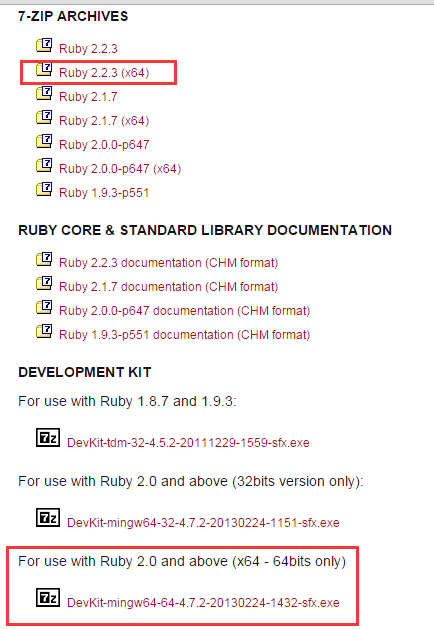 7-ZIP ARCHIVES
Ruby 2.2.3
Ruby 2.2.3 (x64)
Ruby 2.1.7
Ruby 2.1.7 (x64)
Ruby 2.0.0-p647
Ruby 2.0.0-p647 (x64)
Ruby 1.9.3-p551
RUBY CORE & STANDARD LIBRARY DOCUMENTATION
Ruby 2.2.3 documentation (CHM format)
Ruby 2.1.7 documentation (CHM format)
Ruby 2.0.0-p647 documentation (CHM format)
Ruby 1.9.3-p551 documentation (CHM format)
DEVELOPMENT KIT
For use with Ruby 1.8.7 and 1.9.3:
7z DevKit-tdm-32-4.5.2-20111229-1559-sfx.exe
For use with Ruby 2.0 and above (32bits version only):
7z DevKit-mingw64-32-4.7.2-20130224-1151-sfx.exe
For use with Ruby 2.0 and above (x64 - 64bits only)
7z DevKit-mingw64-64-4.7.2-20130224-1432-sfx.exe